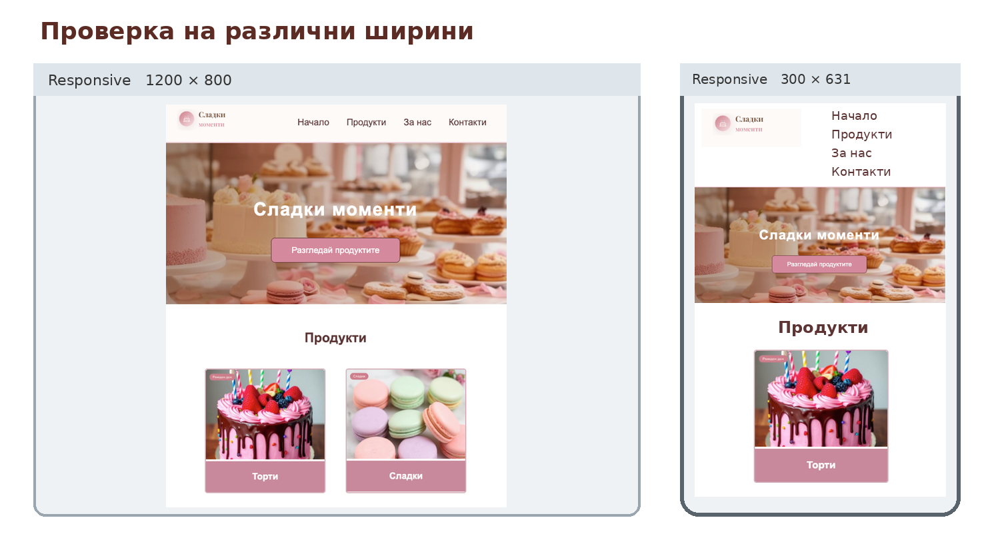 Проверка на различни ширини
Responsive 1200 × 800
Сладки
моменти
Начало Продукти За нас Контакти
Сладки моменти
Разгледай продуктите
Продукти
Рожден ден
Сладки
Торти
Сладки
Responsive 300 × 631
Сладки
моменти
Начало
Продукти
За нас
Контакти
Сладки моменти
Разгледай продуктите
Продукти
Рожден ден
Торти